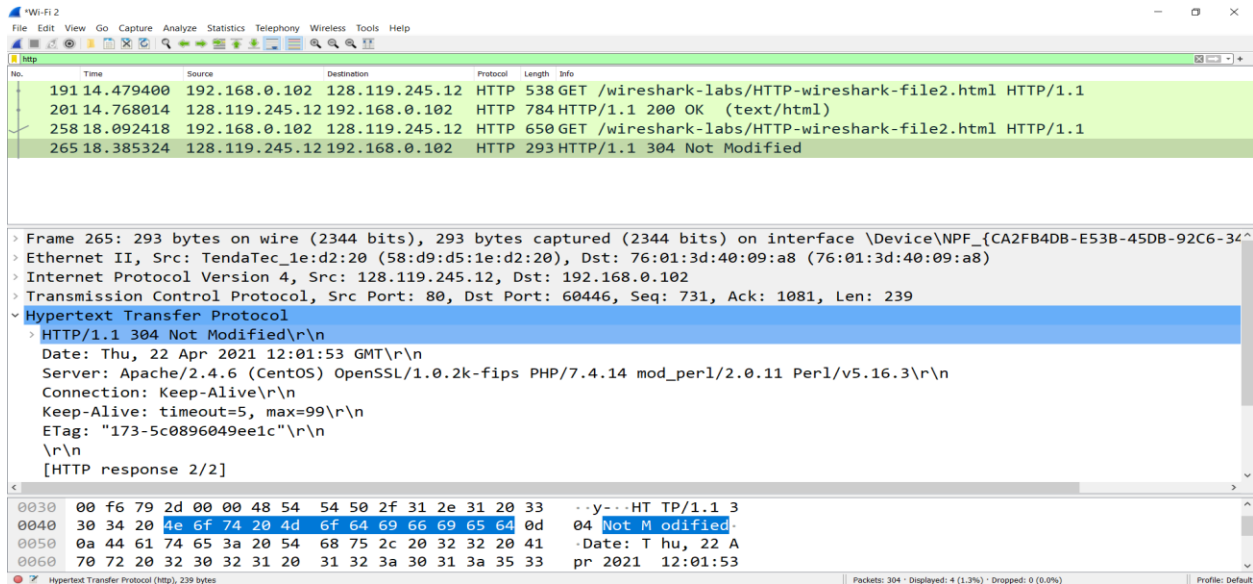 *Wi-Fi 2
File Edit View Go Capture Analyze Statistics Telephony Wireless Tools Help
http
No. Time Source Destination Protocol Length Info
191 14.479400 192.168.0.102 128.119.245.12 HTTP 538 GET /wireshark-labs/HTTP-wireshark-file2.html HTTP/1.1
201 14.768014 128.119.245.12 192.168.0.102 HTTP 784 HTTP/1.1 200 OK (text/html)
258 18.092418 192.168.0.102 128.119.245.12 HTTP 650 GET /wireshark-labs/HTTP-wireshark-file2.html HTTP/1.1
265 18.385324 128.119.245.12 192.168.0.102 HTTP 293 HTTP/1.1 304 Not Modified
Frame 265: 293 bytes on wire (2344 bits), 293 bytes captured (2344 bits) on interface \Device\NPF_{CA2FB4DB-E53B-45DB-92C6-34
Ethernet II, Src: TendaTec_1e:d2:20 (58:d9:d5:1e:d2:20), Dst: 76:01:3d:40:09:a8 (76:01:3d:40:09:a8)
Internet Protocol Version 4, Src: 128.119.245.12, Dst: 192.168.0.102
Transmission Control Protocol, Src Port: 80, Dst Port: 60446, Seq: 731, Ack: 1081, Len: 239
Hypertext Transfer Protocol
HTTP/1.1 304 Not Modified\r\n
Date: Thu, 22 Apr 2021 12:01:53 GMT\r\n
Server: Apache/2.4.6 (CentOS) OpenSSL/1.0.2k-fips PHP/7.4.14 mod_perl/2.0.11 Perl/v5.16.3\r\n
Connection: Keep-Alive\r\n
Keep-Alive: timeout=5, max=99\r\n
ETag: "173-5c0896049ee1c"\r\n
\r\n
[HTTP response 2/2]
0030 00 f6 79 2d 00 00 48 54 54 50 2f 31 2e 31 20 33 ··y-··HT TP/1.1 3
0040 30 34 20 4e 6f 74 20 4d 6f 64 69 66 69 65 64 0d 04 Not M odified·
0050 0a 44 61 74 65 3a 20 54 68 75 2c 20 32 32 20 41 ·Date: T hu, 22 A
0060 70 72 20 32 30 32 31 20 31 32 3a 30 31 3a 35 33 pr 2021 12:01:53
Hypertext Transfer Protocol (http), 239 bytes Packets: 304 · Displayed: 4 (1.3%) · Dropped: 0 (0.0%) Profile: Default